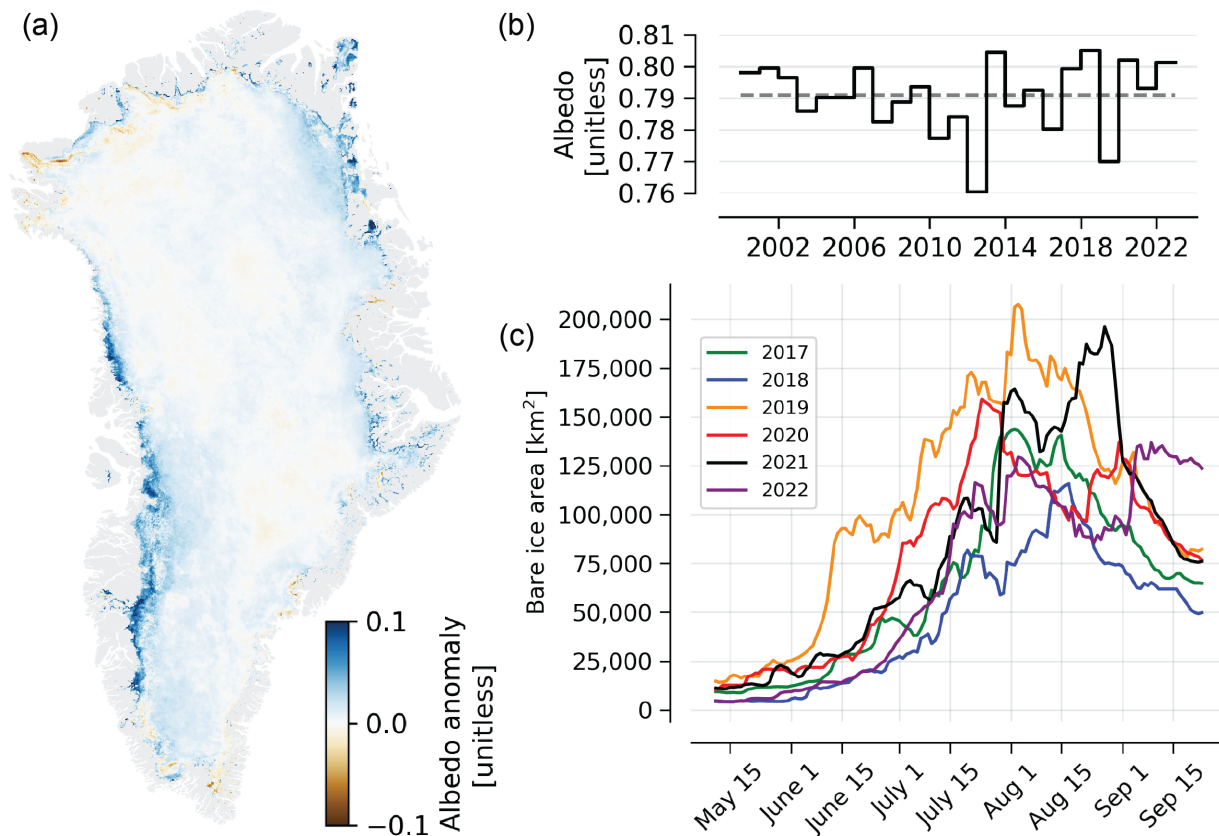 (a)
0.1
0.0
−0.1
Albedo anomaly
[unitless]
(b)
Albedo
[unitless]
0.81
0.80
0.79
0.78
0.77
0.76
2002
2006
2010
2014
2018
2022
(c)
Bare ice area [km²]
200,000
175,000
150,000
125,000
100,000
75,000
50,000
25,000
0
2017
2018
2019
2020
2021
2022
May 15
June 1
June 15
July 1
July 15
Aug 1
Aug 15
Sep 1
Sep 15